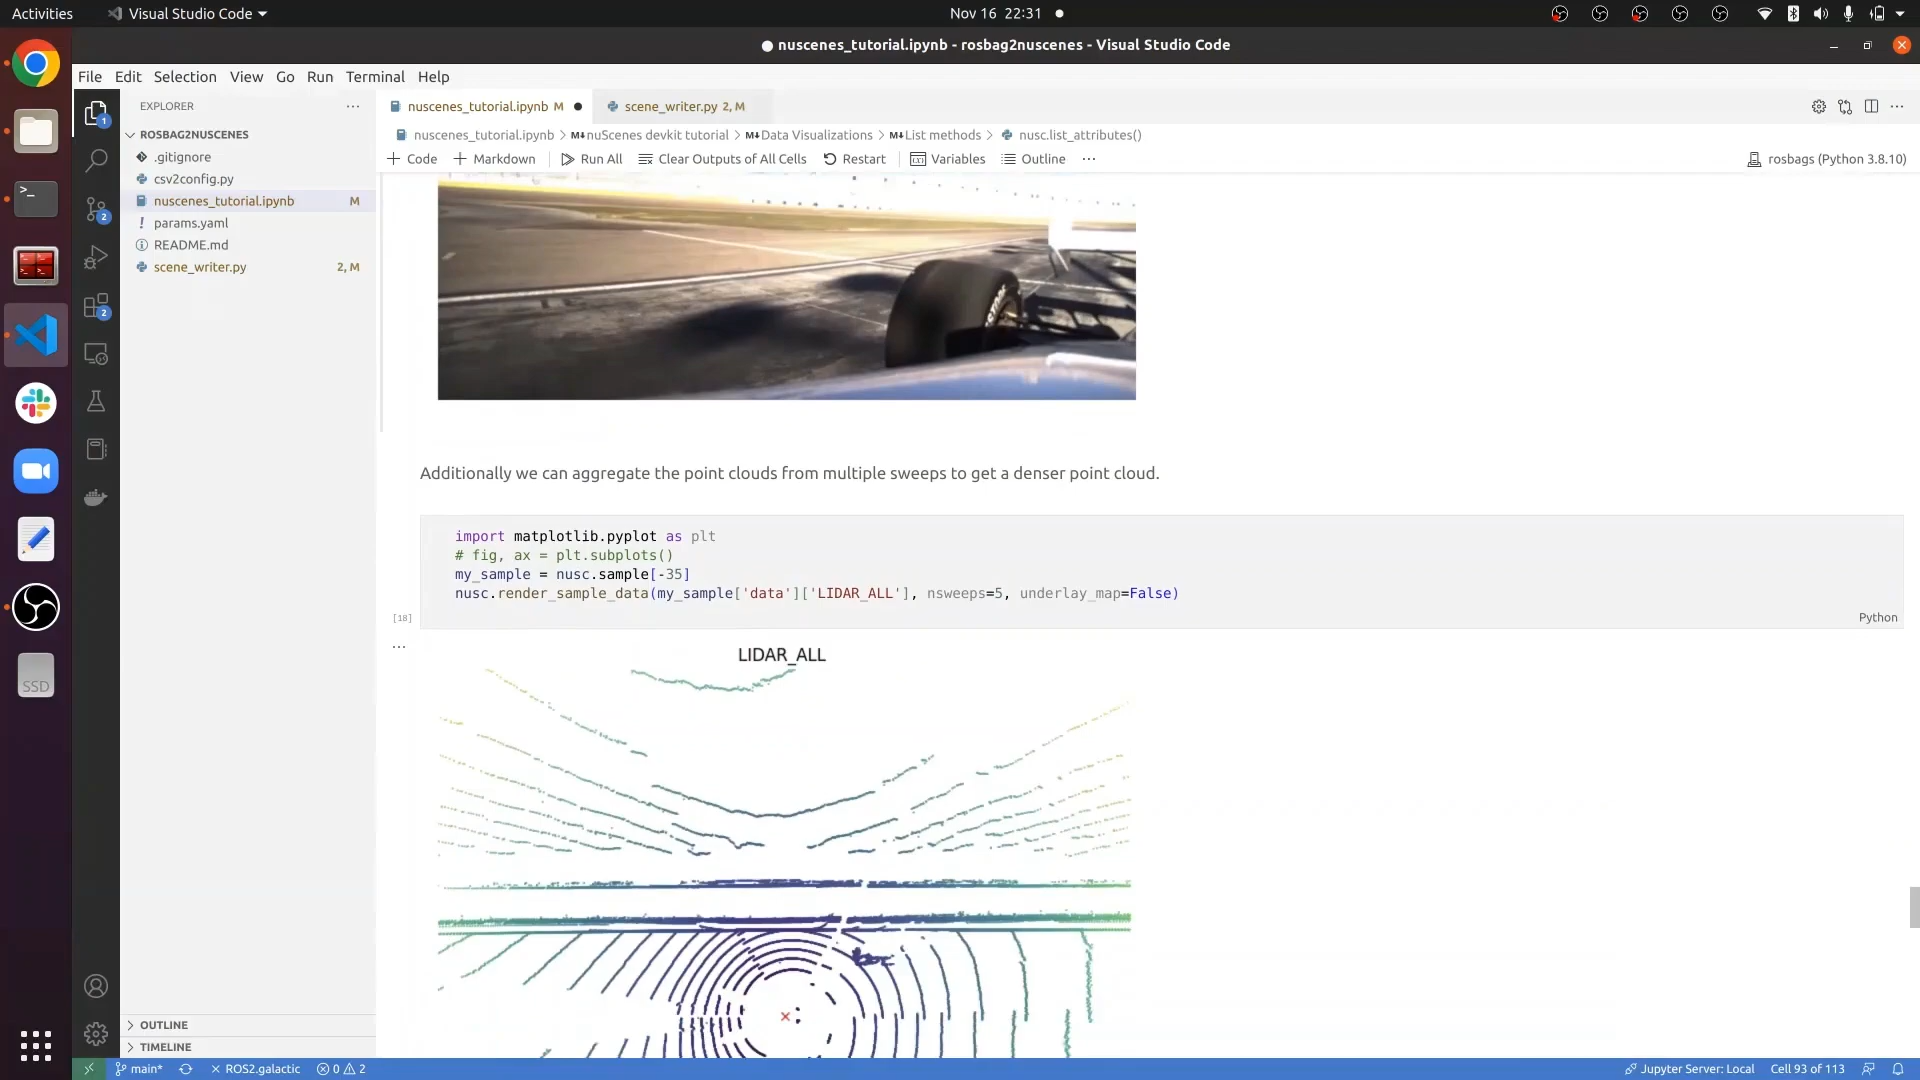 Activities
Visual Studio Code
Nov 16 22:31
nuscenes_tutorial.ipynb - rosbag2nuscenes - Visual Studio Code
File Edit Selection View Go Run Terminal Help
EXPLORER
ROSBAG2NUSCENES
.gitignore
csv2config.py
nuscenes_tutorial.ipynb M
params.yaml
README.md
scene_writer.py 2, M
OUTLINE
TIMELINE
1
2
2
SSD
nuscenes_tutorial.ipynb M
scene_writer.py 2, M
nuscenes_tutorial.ipynb > M↓nuScenes devkit tutorial > M↓Data Visualizations > M↓List methods > nusc.list_attributes()
+ Code + Markdown Run All Clear Outputs of All Cells Restart Variables Outline ...
rosbags (Python 3.8.10)
Additionally we can aggregate the point clouds from multiple sweeps to get a denser point cloud.
import matplotlib.pyplot as plt
# fig, ax = plt.subplots()
my_sample = nusc.sample[-35]
nusc.render_sample_data(my_sample['data']['LIDAR_ALL'], nsweeps=5, underlay_map=False)
[18]
Python
...
LIDAR_ALL
main*
ROS2.galactic
0 2
Jupyter Server: Local
Cell 93 of 113